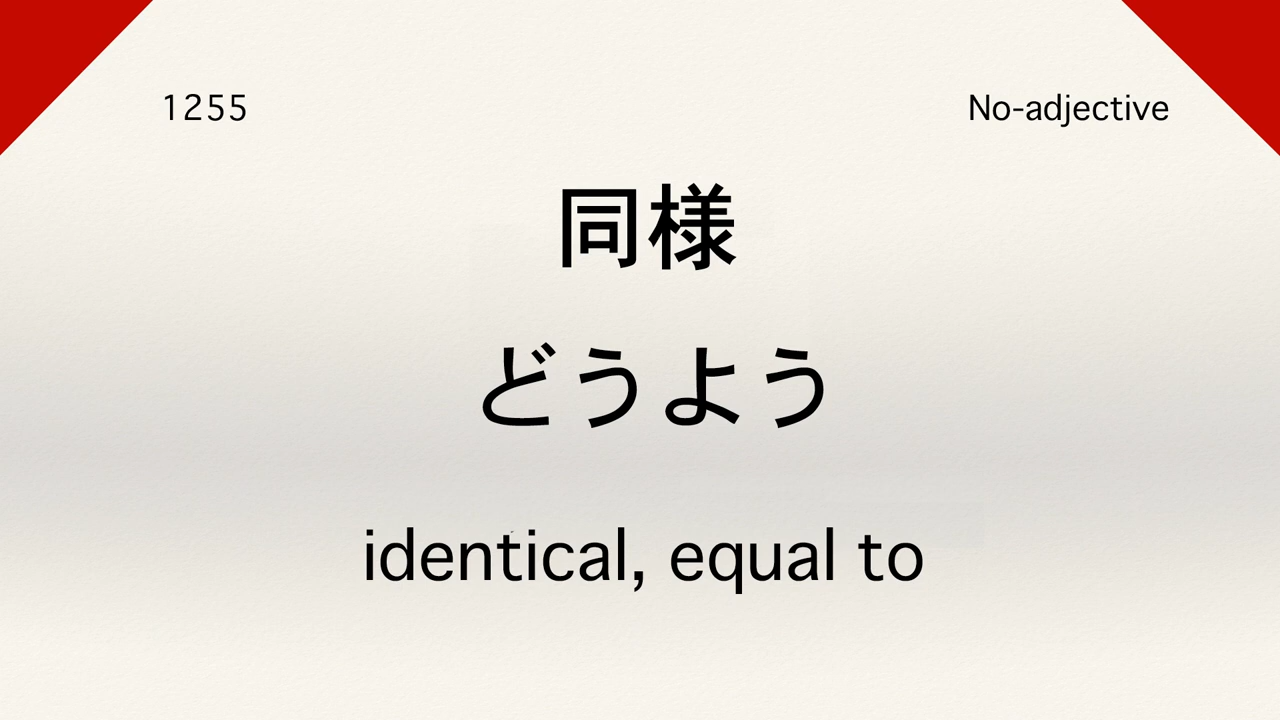 1255
No-adjective
同様
どうよう
identical, equal to